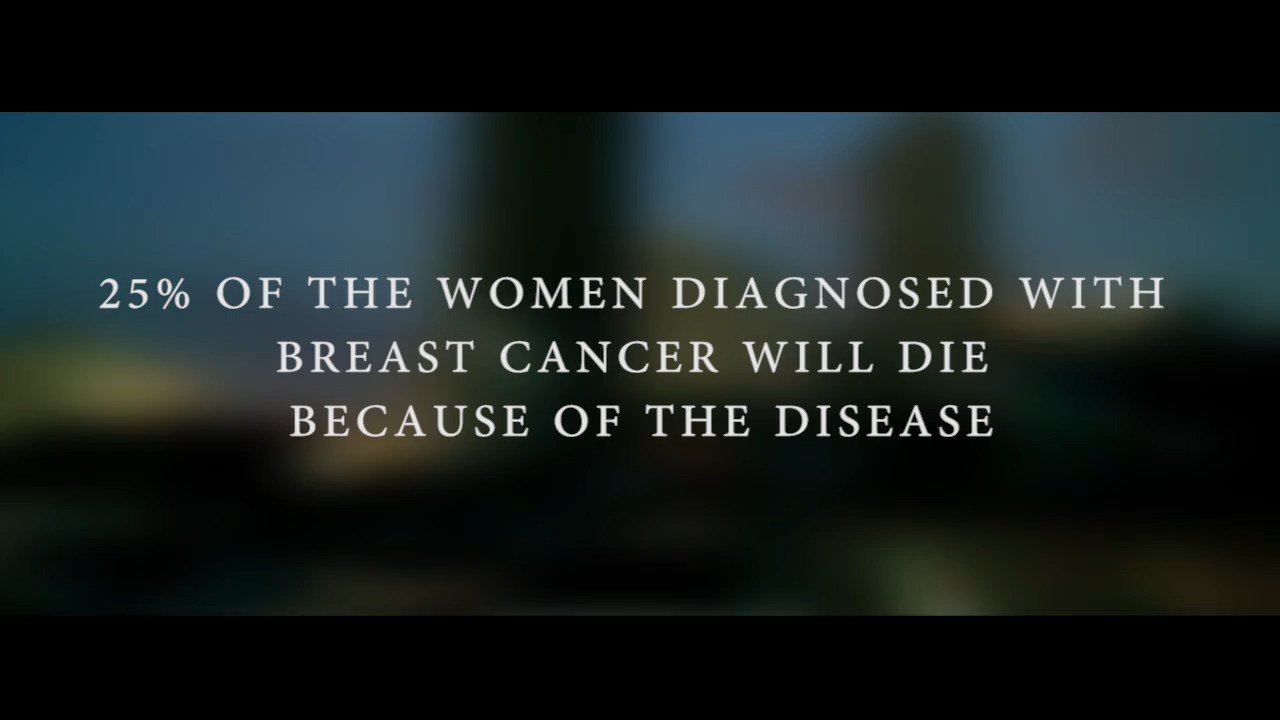 25% OF THE WOMEN DIAGNOSED WITH
BREAST CANCER WILL DIE
BECAUSE OF THE DISEASE